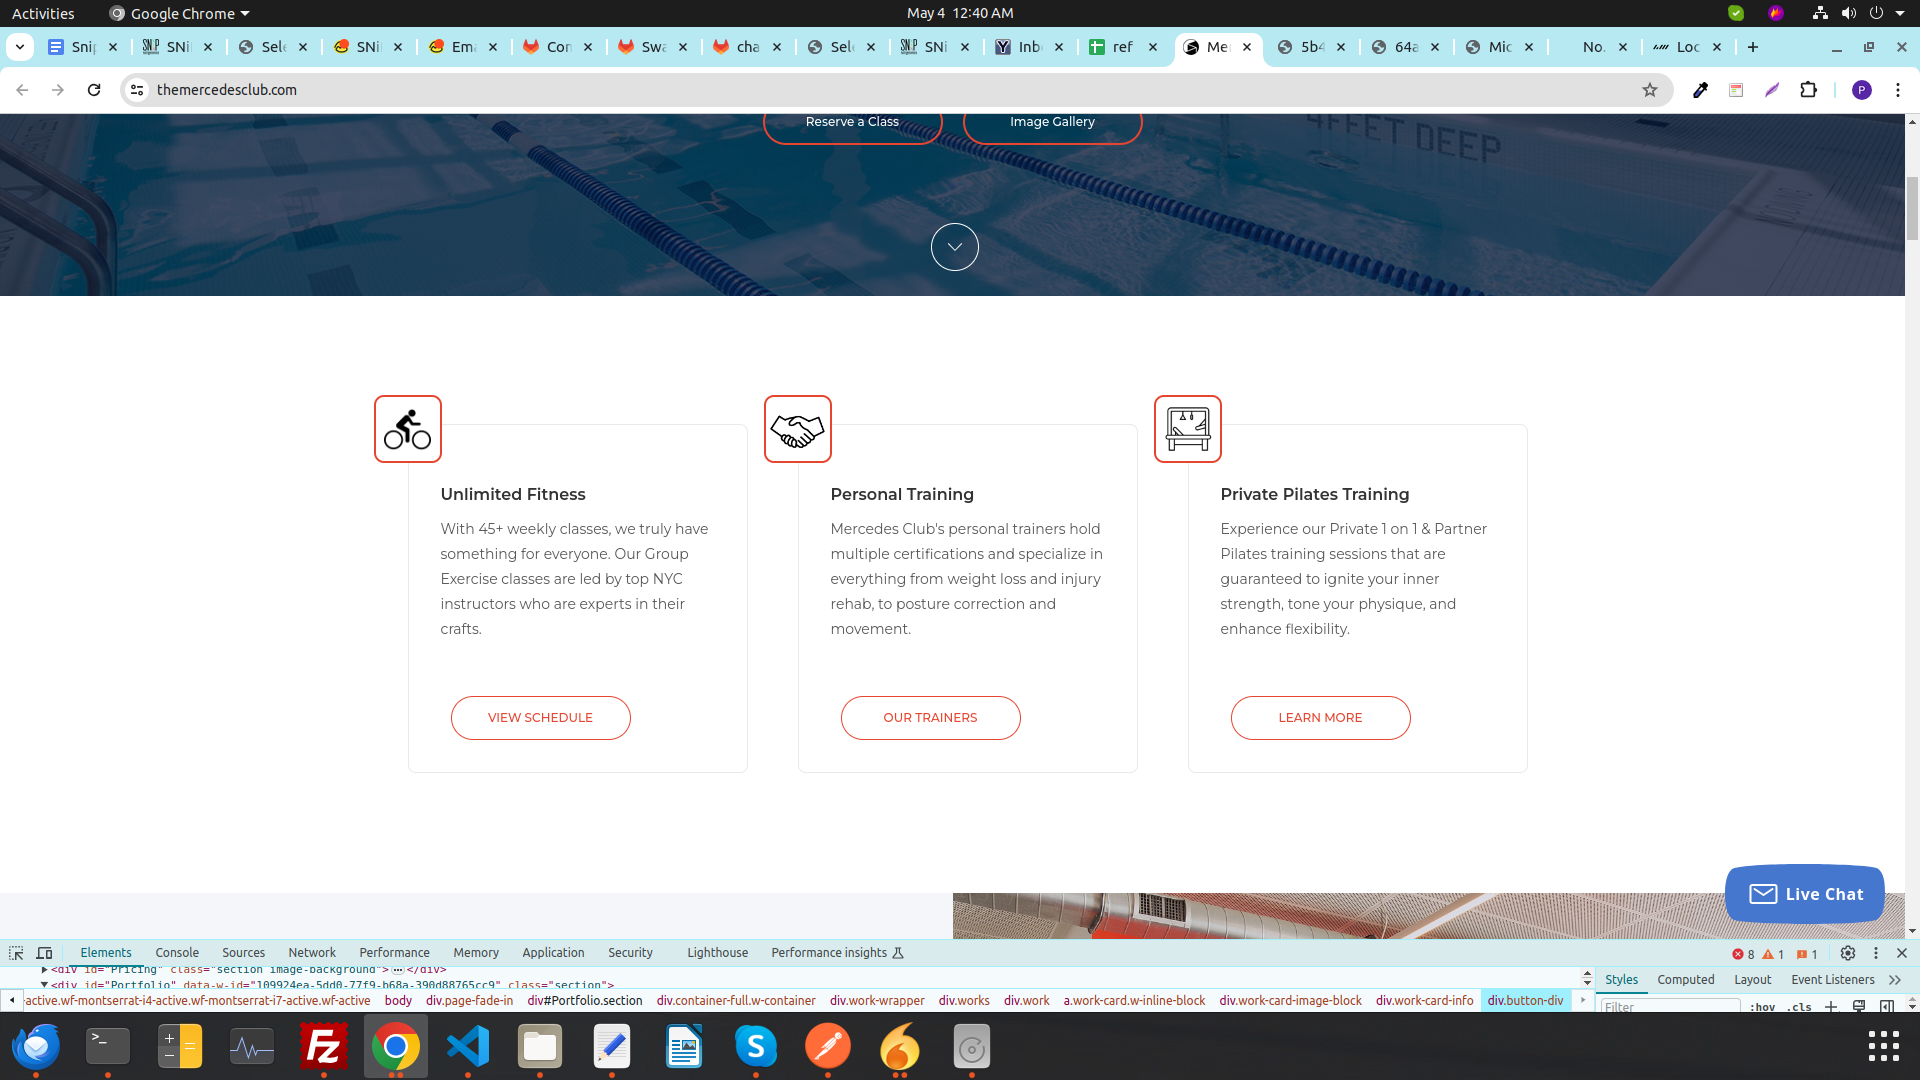 Activities
Google Chrome
May 4 12:40 AM
Snip
SNi
Sele
SNi
Ema
Con
Swa
cha
Sele
SNi
Inb
ref
Me
5b4
64a
Mic
No.
Loc
themercedesclub.com
P
Reserve a Class
Image Gallery
4 FEET DEEP
Unlimited Fitness
With 45+ weekly classes, we truly have
something for everyone. Our Group
Exercise classes are led by top NYC
instructors who are experts in their
crafts.
VIEW SCHEDULE
Personal Training
Mercedes Club's personal trainers hold
multiple certifications and specialize in
everything from weight loss and injury
rehab, to posture correction and
movement.
OUR TRAINERS
Private Pilates Training
Experience our Private 1 on 1 & Partner
Pilates training sessions that are
guaranteed to ignite your inner
strength, tone your physique, and
enhance flexibility.
LEARN MORE
Live Chat
Elements
Console
Sources
Network
Performance
Memory
Application
Security
Lighthouse
Performance insights
8
1
1
<div id="Pricing" class="section image-background"> </div>
<div id="Portfolio" data-w-id="109924ea-5dd0-77f9-b68a-390d88765cc9" class="section">
-active.wf-montserrat-i4-active.wf-montserrat-i7-active.wf-active
body
div.page-fade-in
div#Portfolio.section
div.container-full.w-container
div.work-wrapper
div.works
div.work
a.work-card.w-inline-block
div.work-card-image-block
div.work-card-info
div.button-div
Styles
Computed
Layout
Event Listeners
Filter
:hov
.cls